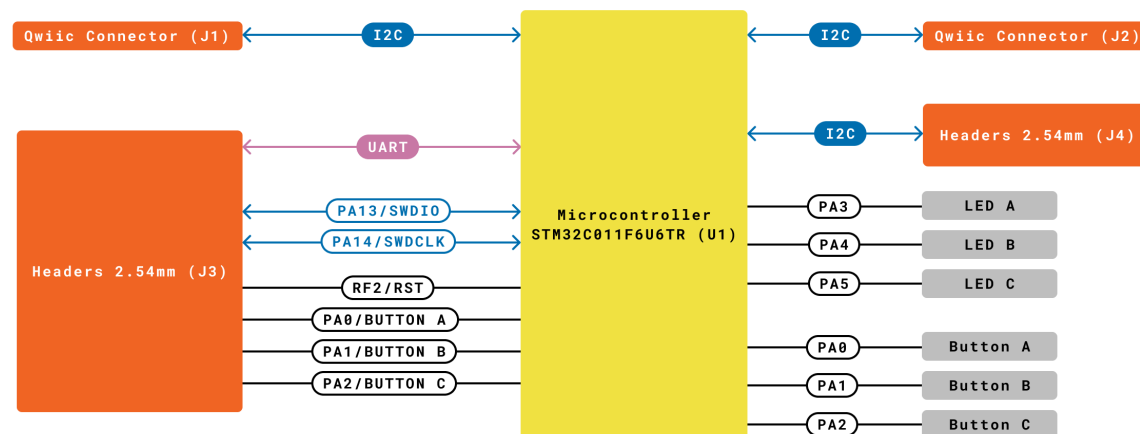 Qwiic Connector (J1)
I2C
I2C
Qwiic Connector (J2)
UART
I2C
Headers 2.54mm (J4)
PA13/SWDIO
PA14/SWDCLK
Headers 2.54mm (J3)
RF2/RST
PA0/BUTTON A
PA1/BUTTON B
PA2/BUTTON C
Microcontroller
STM32C011F6U6TR (U1)
PA3
LED A
PA4
LED B
PA5
LED C
PA0
Button A
PA1
Button B
PA2
Button C